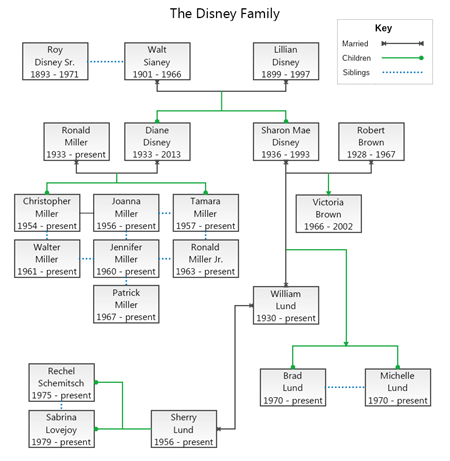 The Disney Family
Key
Married
Children
Siblings
Roy
Disney Sr.
1893 - 1971
Walt
Sianey
1901 - 1966
Lillian
Disney
1899 - 1997
Ronald
Miller
1933 - present
Diane
Disney
1933 - 2013
Sharon Mae
Disney
1936 - 1993
Robert
Brown
1928 - 1967
Christopher
Miller
1954 - present
Joanna
Miller
1956 - present
Tamara
Miller
1957 - present
Victoria
Brown
1966 - 2002
Walter
Miller
1961 - present
Jennifer
Miller
1960 - present
Ronald
Miller Jr.
1963 - present
Patrick
Miller
1967 - present
William
Lund
1930 - present
Rechel
Schemitsch
1975 - present
Brad
Lund
1970 - present
Michelle
Lund
1970 - present
Sabrina
Lovejoy
1979 - present
Sherry
Lund
1956 - present